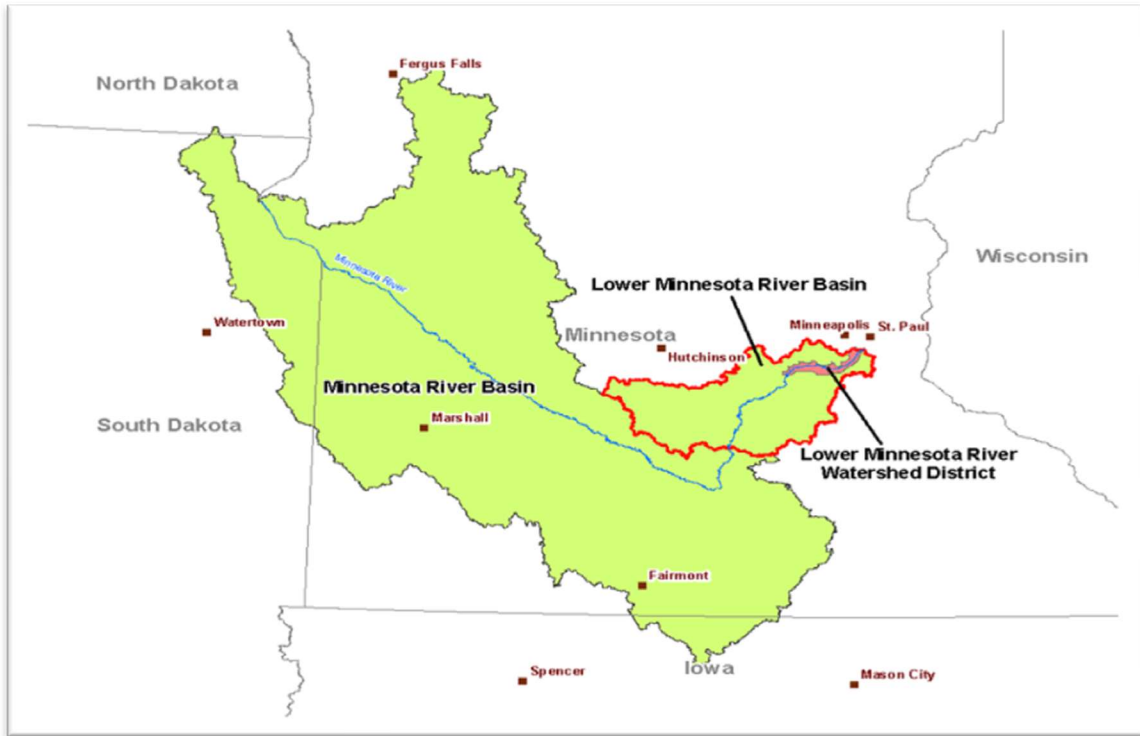 Fergus Falls
North Dakota
Wisconsin
Minnesota River
Lower Minnesota River Basin
Watertown
Minnesota
Minneapolis
St. Paul
Hutchinson
Minnesota River Basin
Marshall
South Dakota
Lower Minnesota River
Watershed District
Fairmont
Iowa
Spencer
Mason City